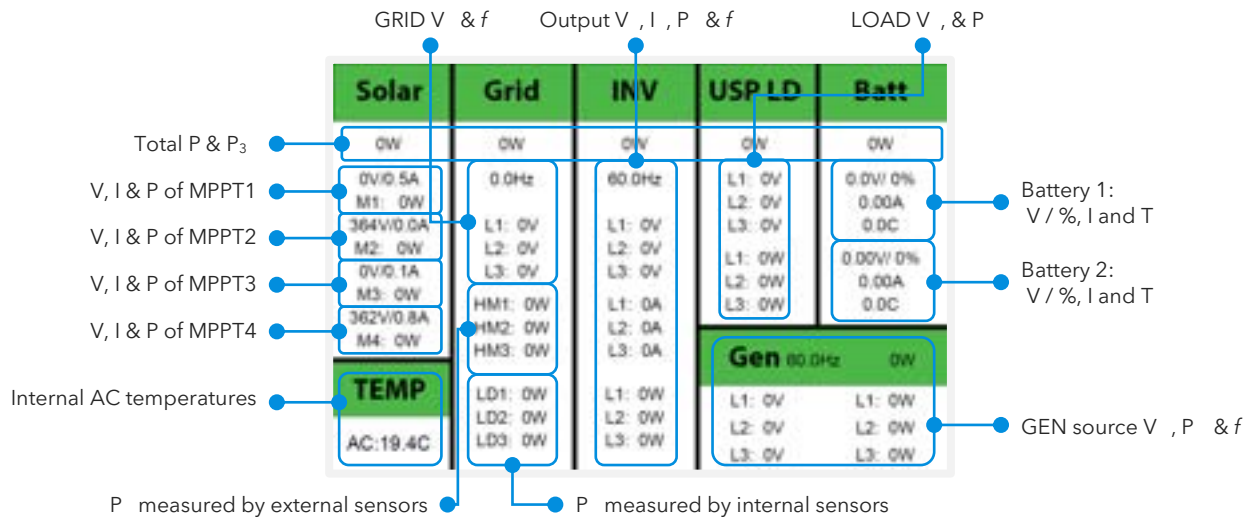 GRID V & f
Output V , I , P & f
LOAD V , & P
Solar
Grid
INV
USP LD
Batt
Total P & P₃
0W
0W
0W
0W
0W
V, I & P of MPPT1
0V/0.5A
M1: 0W
V, I & P of MPPT2
364V/0.0A
M2: 0W
V, I & P of MPPT3
0V/0.1A
M3: 0W
V, I & P of MPPT4
362V/0.8A
M4: 0W
Internal AC temperatures
TEMP
AC:19.4C
0.0Hz
L1: 0V
L2: 0V
L3: 0V
HM1: 0W
HM2: 0W
HM3: 0W
LD1: 0W
LD2: 0W
LD3: 0W
60.0Hz
L1: 0V
L2: 0V
L3: 0V
L1: 0A
L2: 0A
L3: 0A
L1: 0W
L2: 0W
L3: 0W
L1: 0V
L2: 0V
L3: 0V
L1: 0W
L2: 0W
L3: 0W
0.0V/ 0%
0.00A
0.0C
Battery 1:
V / %, I and T
0.00V/ 0%
0.00A
0.0C
Battery 2:
V / %, I and T
Gen 60.0Hz 0W
L1: 0V L1: 0W
L2: 0V L2: 0W
L3: 0V L3: 0W
GEN source V , P & f
P measured by external sensors
P measured by internal sensors